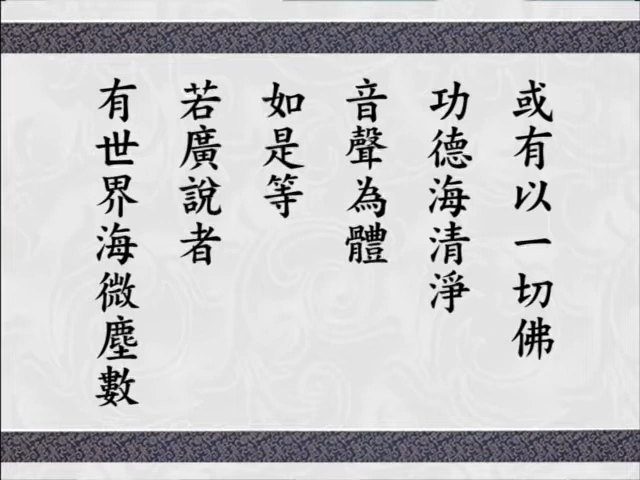 或有以一切佛
功德海清淨
音聲為體
如是等
若廣說者
有世界海微塵數